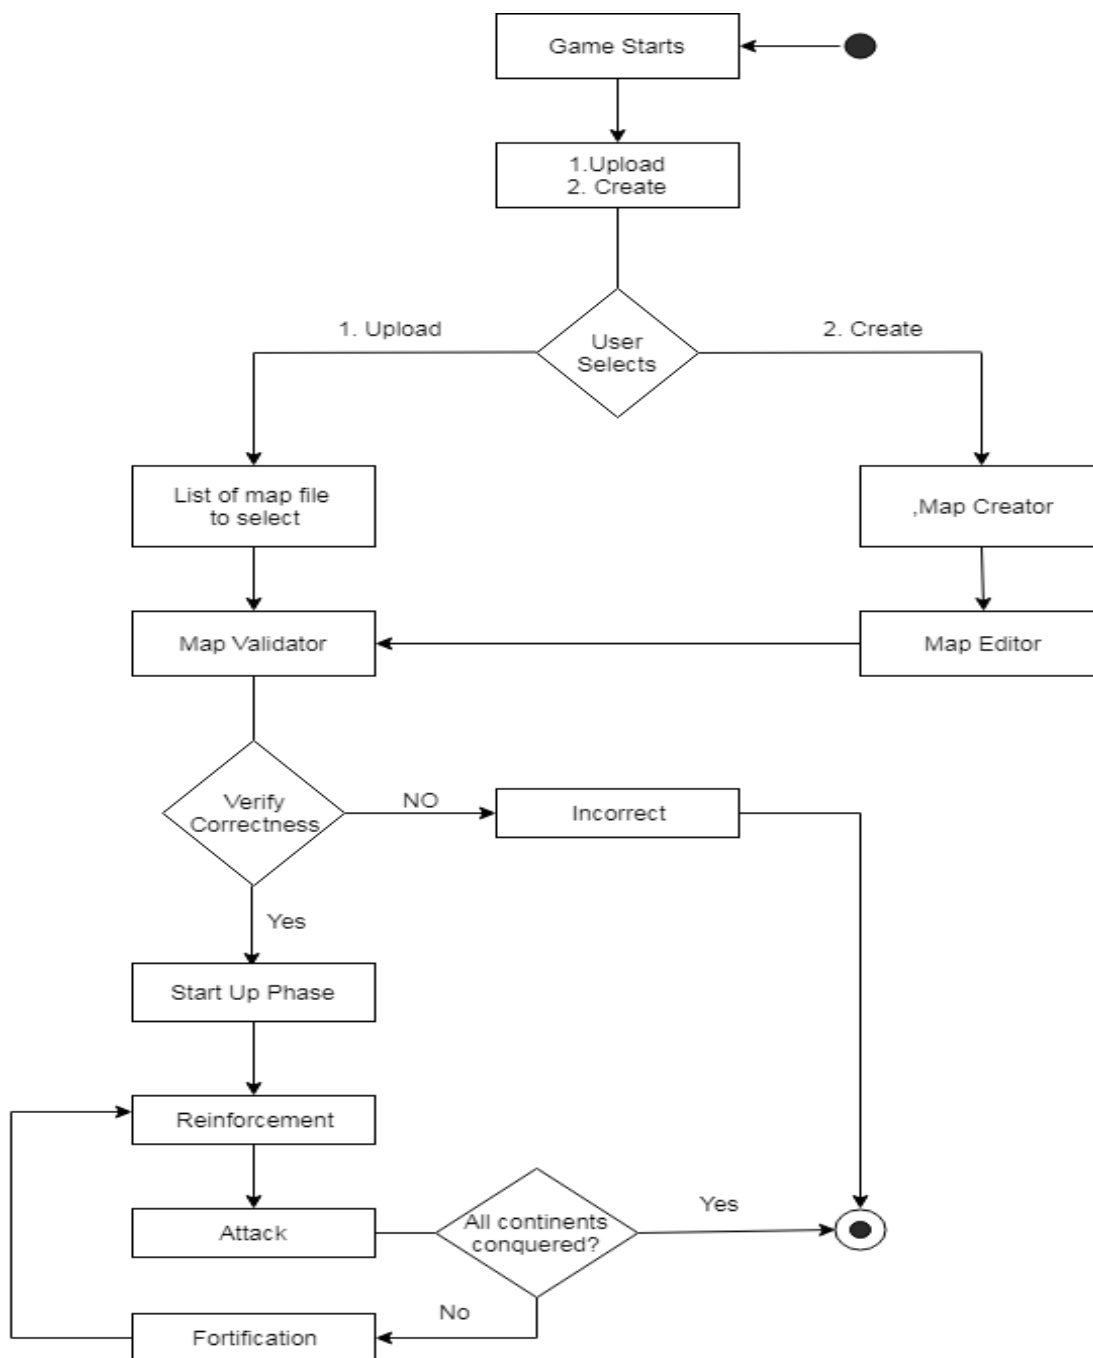 Game Starts
1.Upload
2. Create
User
Selects
1. Upload
2. Create
List of map file
to select
,Map Creator
Map Validator
Map Editor
Verify
Correctness
NO
Incorrect
Yes
Start Up Phase
Reinforcement
Attack
All continents
conquered?
Yes
No
Fortification